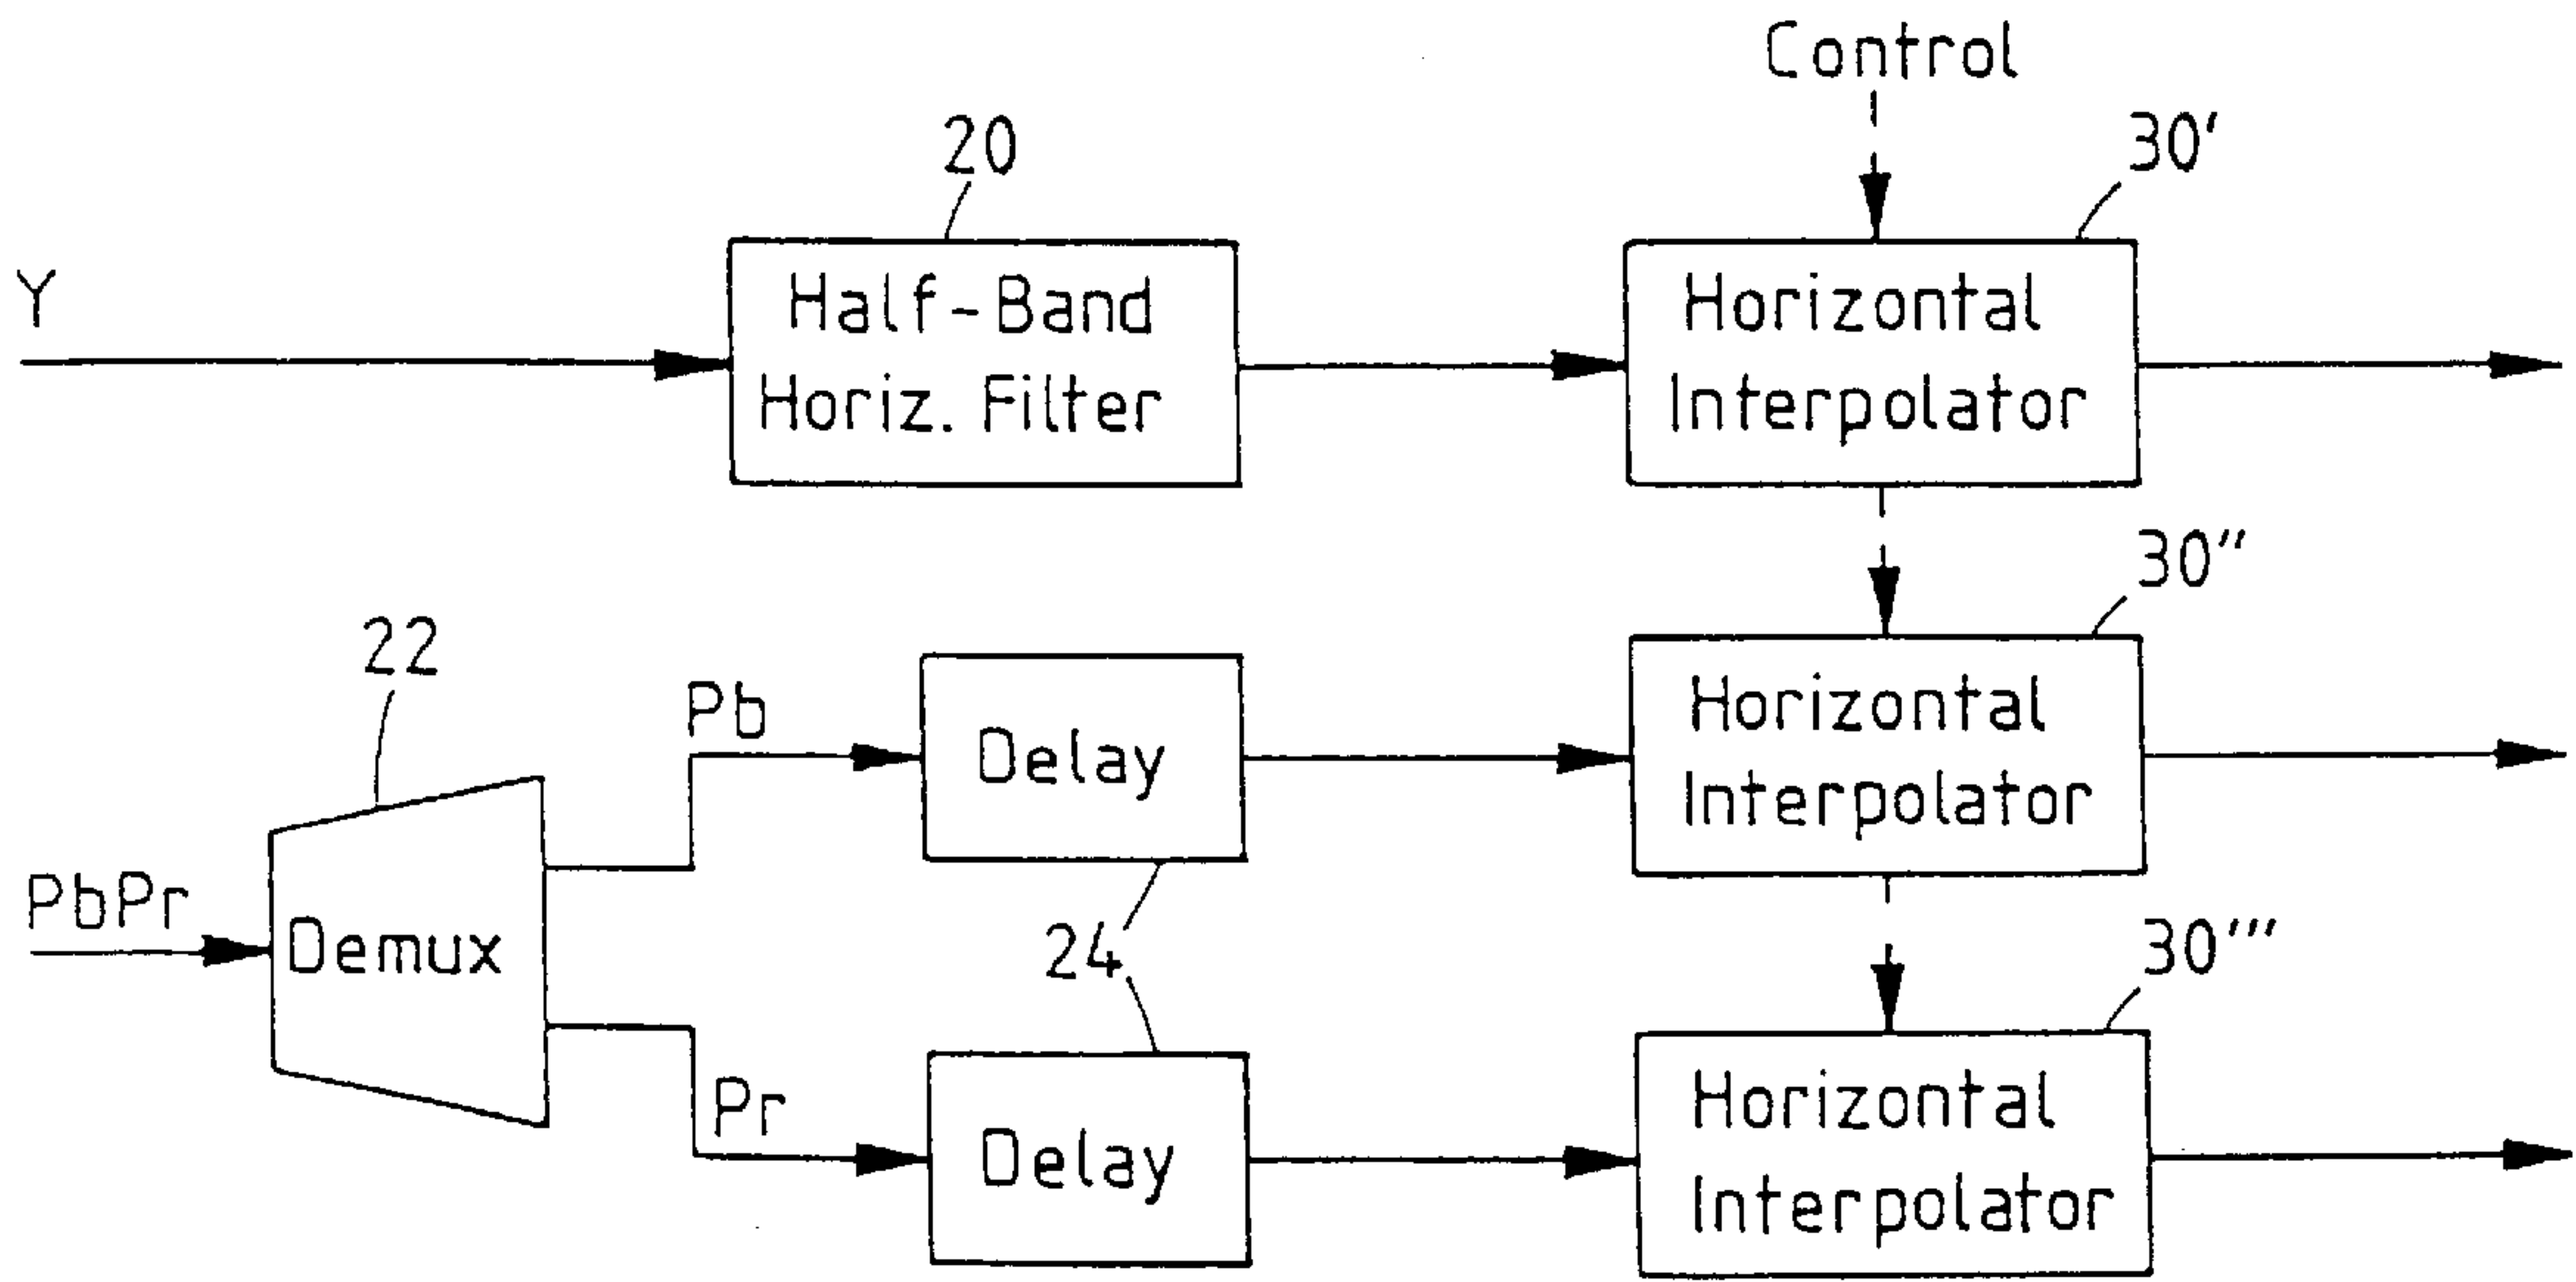 Control
20
30'
Y
Half-Band
Horiz. Filter
Horizontal
Interpolator
30''
22
Pb
Delay
Horizontal
Interpolator
PbPr
Demux
24
30'''
Pr
Delay
Horizontal
Interpolator